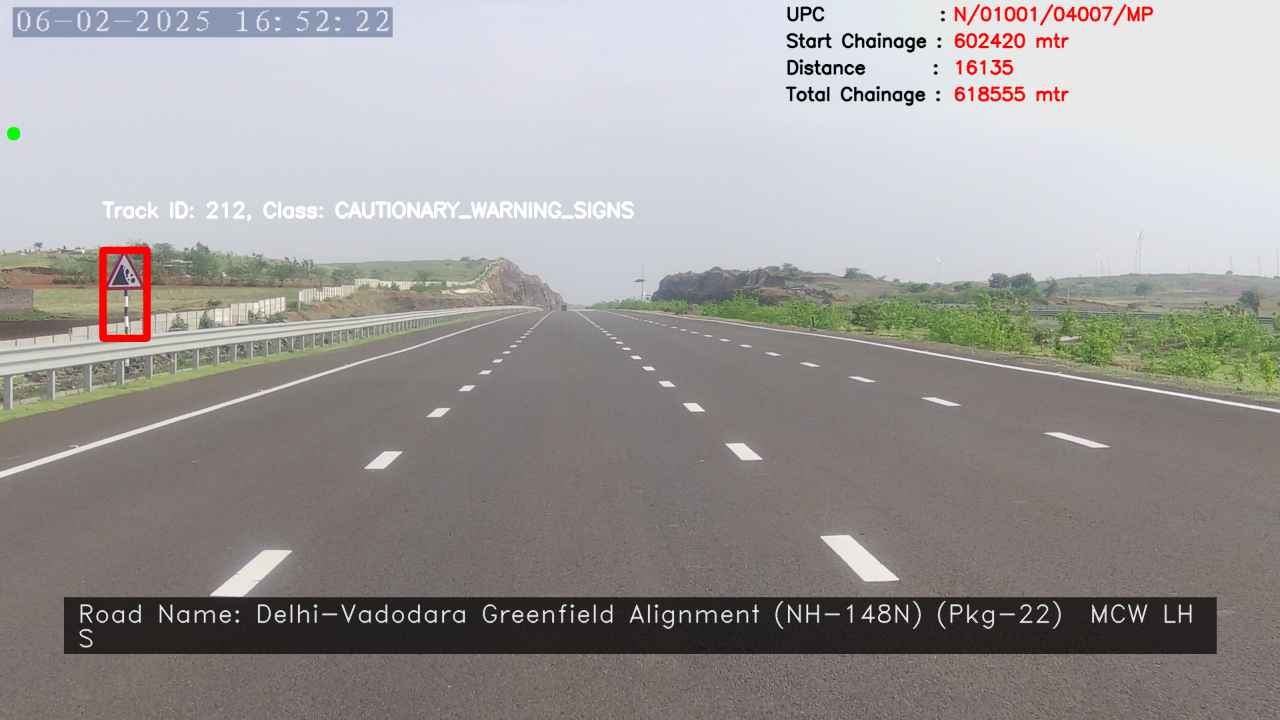 06-02-2025 16:52:22
UPC : N/01001/04007/MP
Start Chainage : 602420 mtr
Distance : 16135
Total Chainage : 618555 mtr
Track ID: 212, Class: CAUTIONARY_WARNING_SIGNS
Road Name: Delhi-Vadodara Greenfield Alignment (NH-148N) (Pkg-22) MCW LH
S